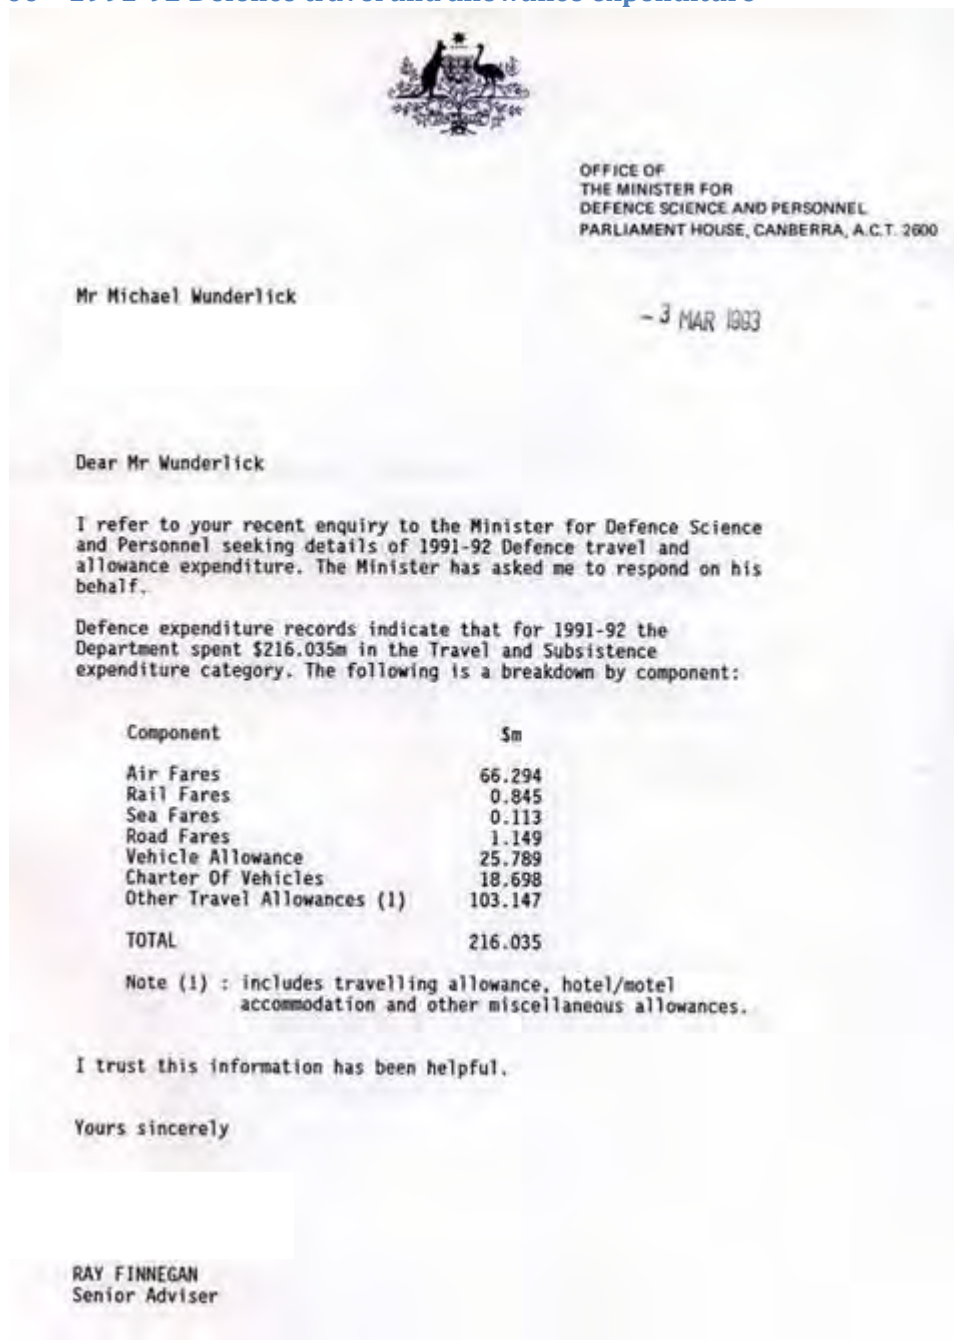 1991-92 Defence travel and allowance expenditure
OFFICE OF
THE MINISTER FOR
DEFENCE SCIENCE AND PERSONNEL
PARLIAMENT HOUSE, CANBERRA, A.C.T. 2600
Mr Michael Wunderlick
- 3 MAR 1993
Dear Mr Wunderlick
I refer to your recent enquiry to the Minister for Defence Science
and Personnel seeking details of 1991-92 Defence travel and
allowance expenditure. The Minister has asked me to respond on his
behalf.
Defence expenditure records indicate that for 1991-92 the
Department spent $216.035m in the Travel and Subsistence
expenditure category. The following is a breakdown by component:
Component $m
Air Fares 66.294
Rail Fares 0.845
Sea Fares 0.113
Road Fares 1.149
Vehicle Allowance 25.789
Charter Of Vehicles 18.698
Other Travel Allowances (1) 103.147
TOTAL 216.035
Note (1) : includes travelling allowance, hotel/motel
accommodation and other miscellaneous allowances.
I trust this information has been helpful.
Yours sincerely
RAY FINNEGAN
Senior Adviser